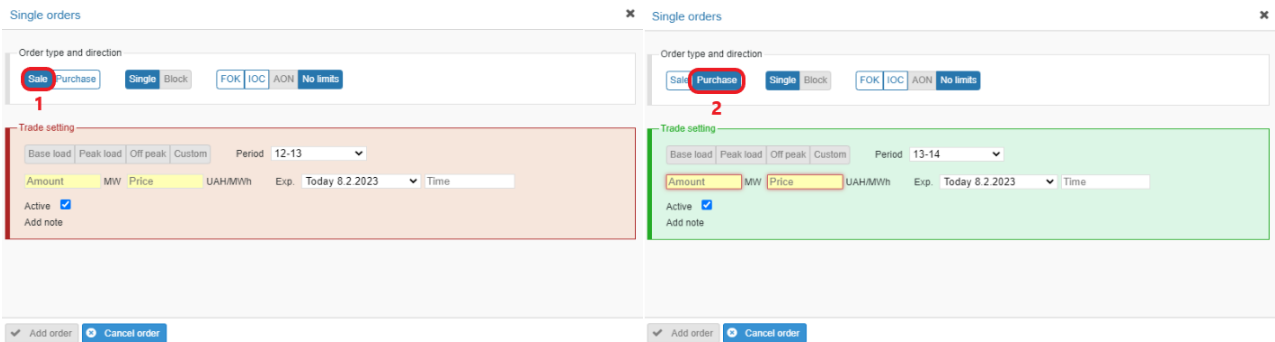 Single orders
Order type and direction
Sale Purchase Single Block FOK IOC AON No limits
1
Trade setting
Base load Peak load Off peak Custom Period 12-13
Amount MW Price UAH/MWh Exp. Today 8.2.2023 Time
Active
Add note
Add order Cancel order
Single orders
Order type and direction
Sale Purchase Single Block FOK IOC AON No limits
2
Trade setting
Base load Peak load Off peak Custom Period 13-14
Amount MW Price UAH/MWh Exp. Today 8.2.2023 Time
Active
Add note
Add order Cancel order